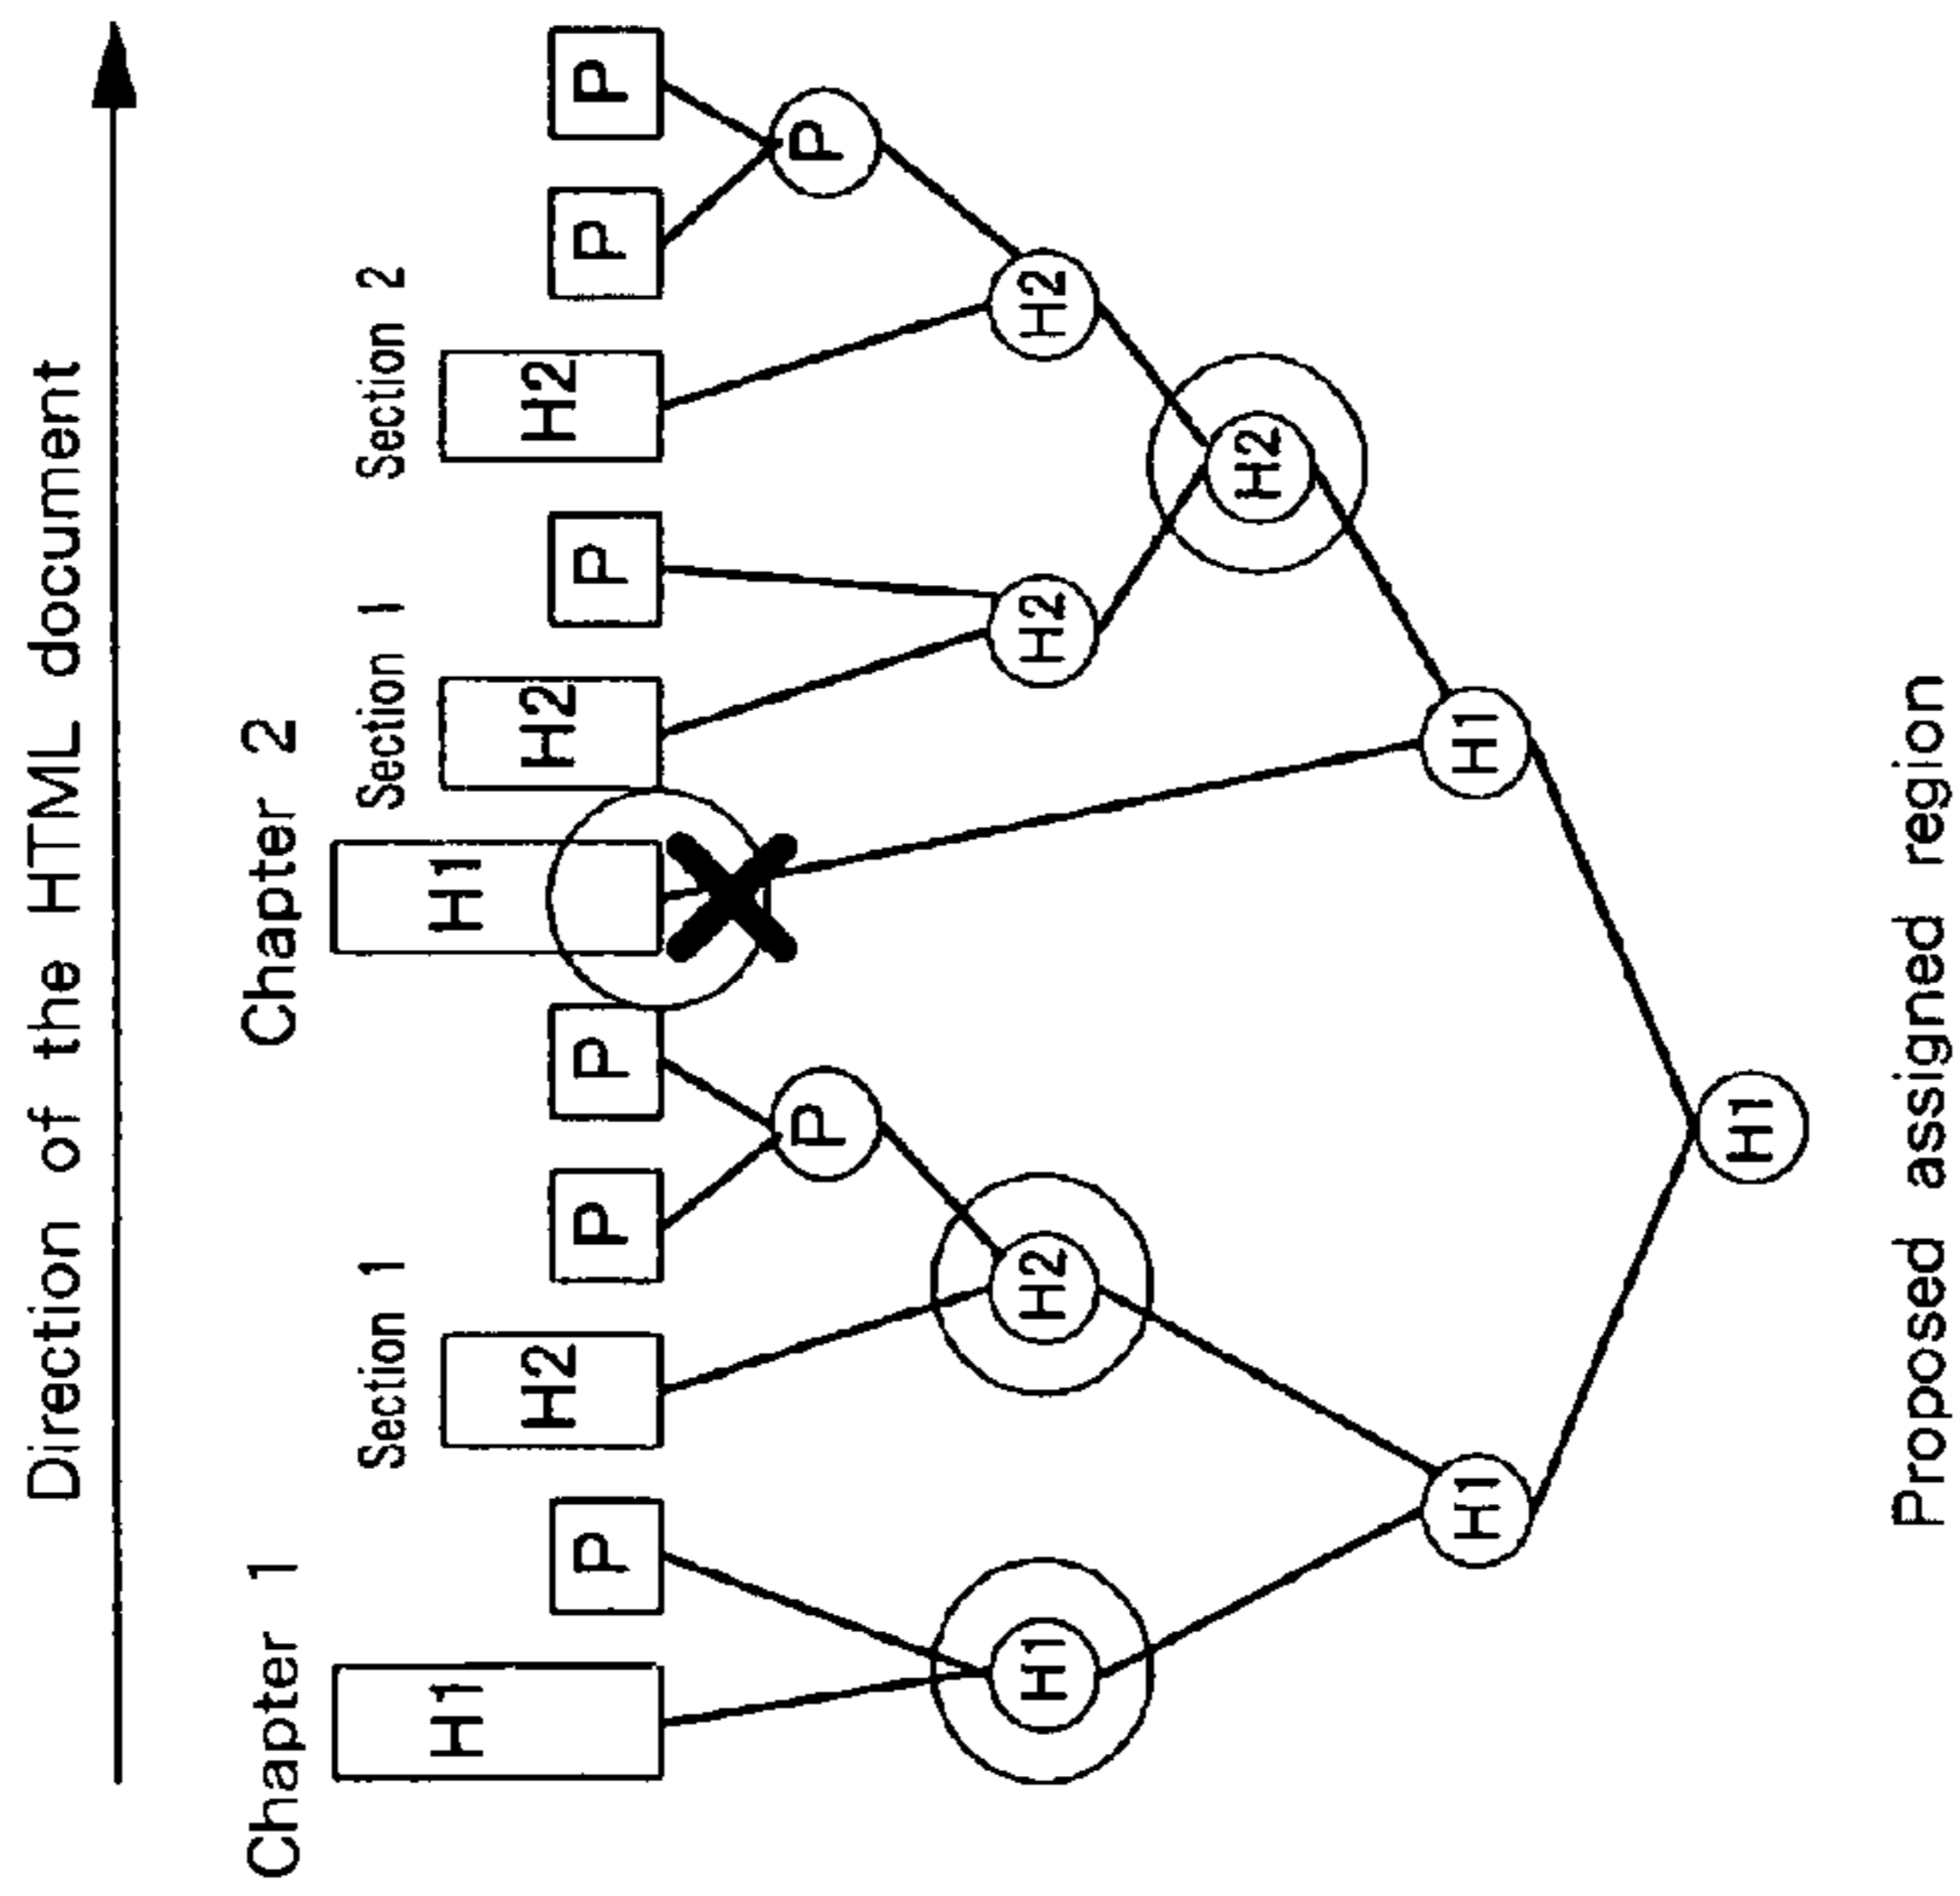 Direction of the HTML document
Chapter 1
Chapter 2
Section 1
Section 1
Section 2
H1
P
H2
P
P
H1
H2
P
H2
P
P
P
P
H1
H2
H2
H2
H2
H1
H1
H1
Proposed assigned region